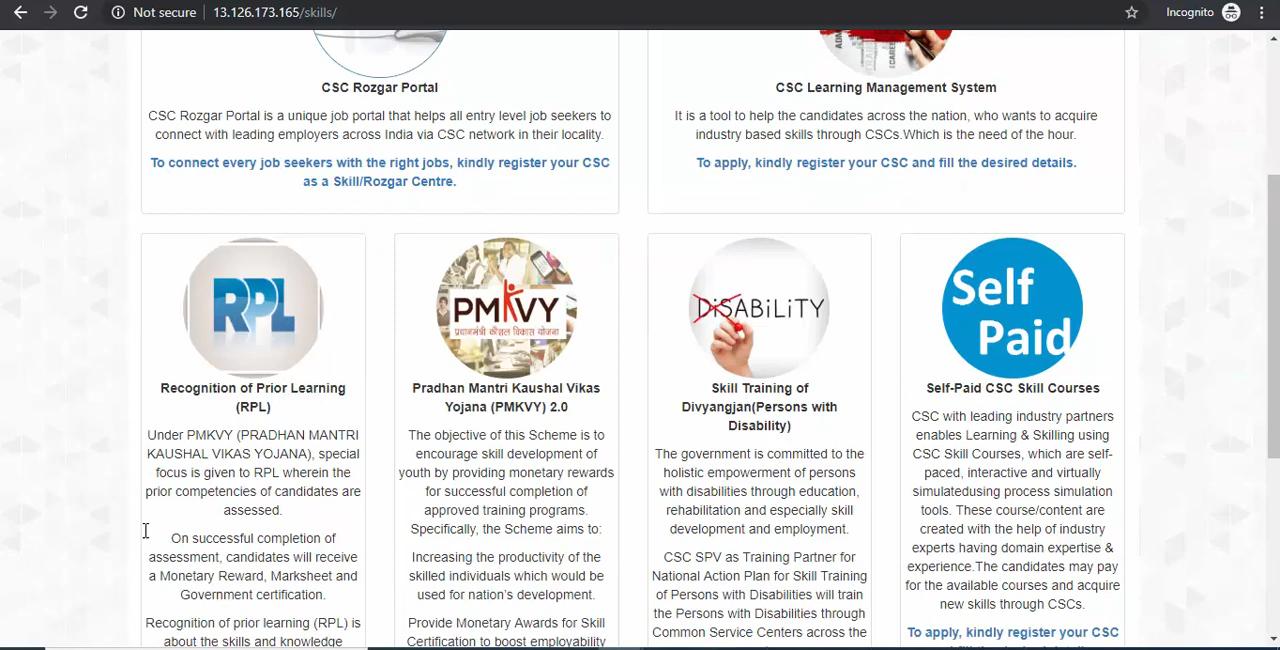 Not secure
13.126.173.165/skills/
Incognito
CSC Rozgar Portal
CSC Rozgar Portal is a unique job portal that helps all entry level job seekers to
connect with leading employers across India via CSC network in their locality.
To connect every job seekers with the right jobs, kindly register your CSC
as a Skill/Rozgar Centre.
CSC Learning Management System
It is a tool to help the candidates across the nation, who wants to acquire
industry based skills through CSCs.Which is the need of the hour.
To apply, kindly register your CSC and fill the desired details.
RPL
Recognition of Prior Learning
(RPL)
Under PMKVY (PRADHAN MANTRI
KAUSHAL VIKAS YOJANA), special
focus is given to RPL wherein the
prior competencies of candidates are
assessed.
On successful completion of
assessment, candidates will receive
a Monetary Reward, Marksheet and
Government certification.
Recognition of prior learning (RPL) is
about the skills and knowledge
PMKVY
प्रधानमंत्री कौशल विकास योजना
Pradhan Mantri Kaushal Vikas
Yojana (PMKVY) 2.0
The objective of this Scheme is to
encourage skill development of
youth by providing monetary rewards
for successful completion of
approved training programs.
Specifically, the Scheme aims to:
Increasing the productivity of the
skilled individuals which would be
used for nation’s development.
Provide Monetary Awards for Skill
Certification to boost employability
DiSABiLiTY
Skill Training of
Divyangjan(Persons with
Disability)
The government is committed to the
holistic empowerment of persons
with disabilities through education,
rehabilitation and especially skill
development and employment.
CSC SPV as Training Partner for
National Action Plan for Skill Training
of Persons with Disabilities will train
the Persons with Disabilities through
Common Service Centers across the
Self
Paid
Self-Paid CSC Skill Courses
CSC with leading industry partners
enables Learning & Skilling using
CSC Skill Courses, which are self-
paced, interactive and virtually
simulatedusing process simulation
tools. These course/content are
created with the help of industry
experts having domain expertise &
experience.The candidates may pay
for the available courses and acquire
new skills through CSCs.
To apply, kindly register your CSC